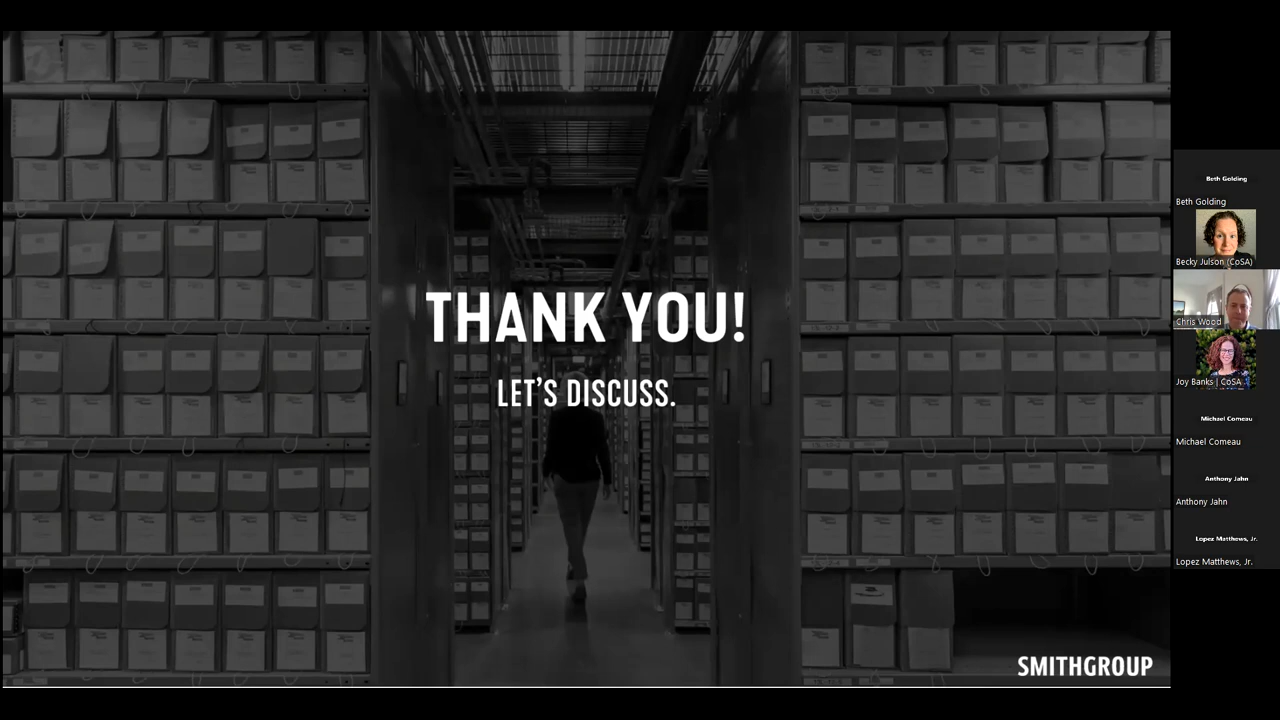 THANK YOU!
LET'S DISCUSS.
SMITHGROUP
Beth Golding
Beth Golding
Becky Julson (CoSA)
Chris Wood
Joy Banks | CoSA
Michael Comeau
Michael Comeau
Anthony Jahn
Anthony Jahn
Lopez Matthews, Jr.
Lopez Matthews, Jr.